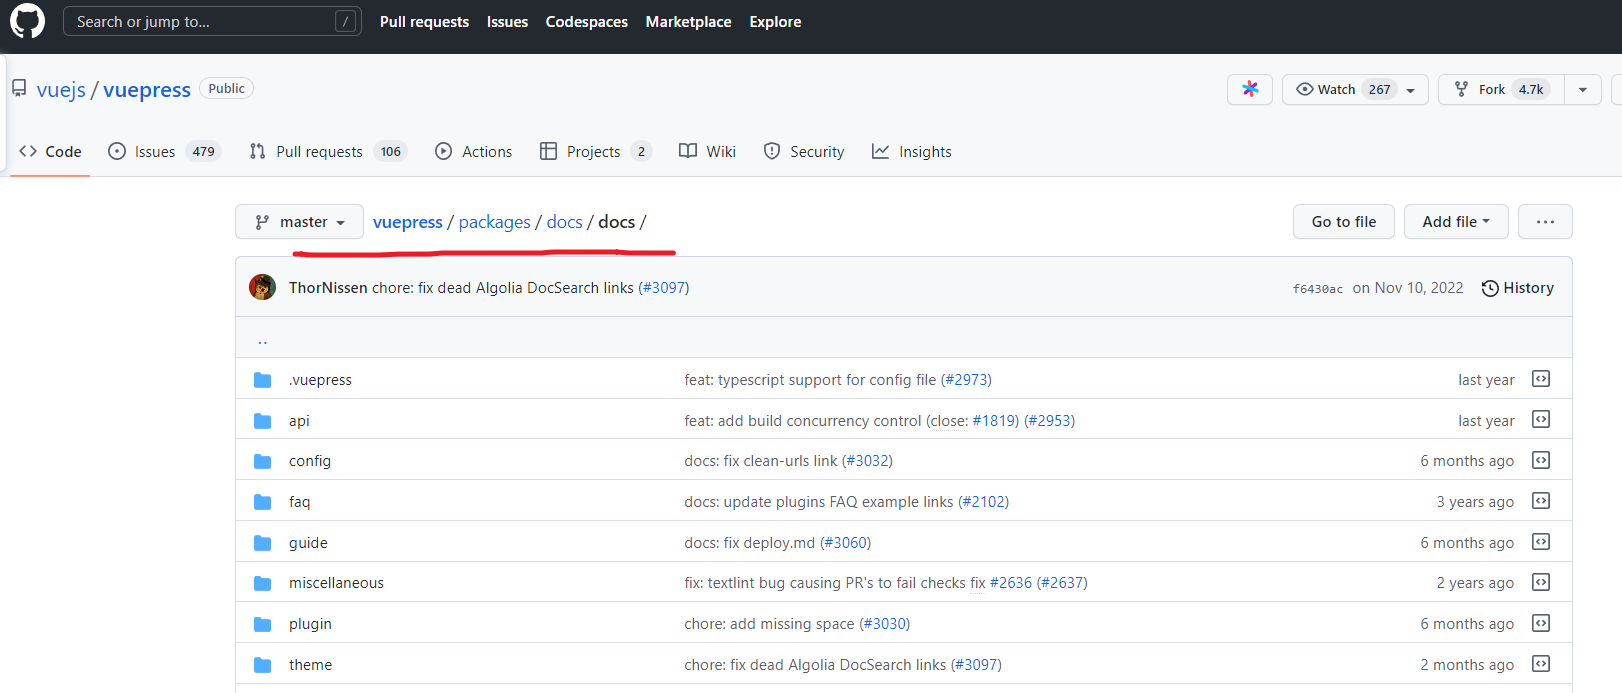 Search or jump to... / Pull requests Issues Codespaces Marketplace Explore
vuejs / vuepress Public Watch 267 Fork 4.7k
Code Issues 479 Pull requests 106 Actions Projects 2 Wiki Security Insights
master vuepress / packages / docs / docs / Go to file Add file ...
ThorNissen chore: fix dead Algolia DocSearch links (#3097) f6430ac on Nov 10, 2022 History
..
.vuepress feat: typescript support for config file (#2973) last year
api feat: add build concurrency control (close: #1819) (#2953) last year
config docs: fix clean-urls link (#3032) 6 months ago
faq docs: update plugins FAQ example links (#2102) 3 years ago
guide docs: fix deploy.md (#3060) 6 months ago
miscellaneous fix: textlint bug causing PR's to fail checks fix #2636 (#2637) 2 years ago
plugin chore: add missing space (#3030) 6 months ago
theme chore: fix dead Algolia DocSearch links (#3097) 2 months ago